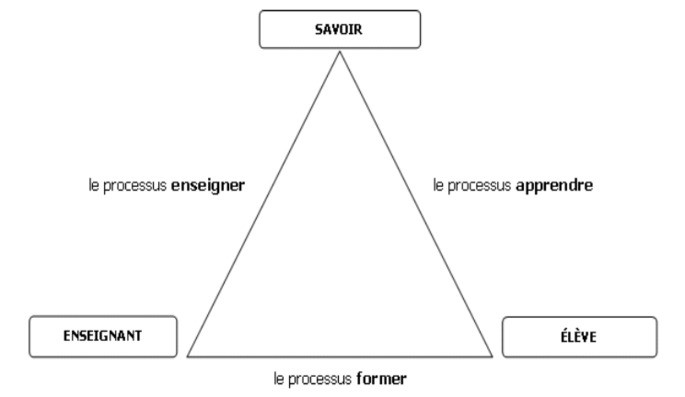 SAVOIR
le processus enseigner
le processus apprendre
ENSEIGNANT
ÉLÈVE
le processus former